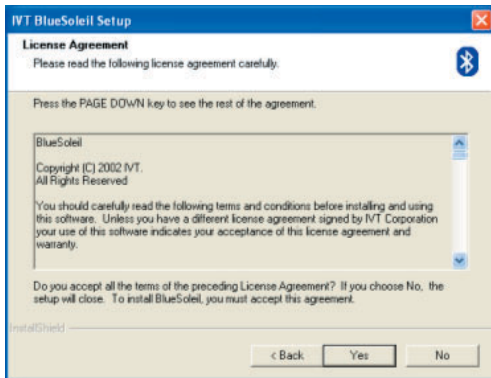 IVT BlueSoleil Setup
License Agreement
Please read the following license agreement carefully.
Press the PAGE DOWN key to see the rest of the agreement.
BlueSoleil
Copyright (C) 2002 IVT.
All Rights Reserved
You should carefully read the following terms and conditions before installing and using
this software. Unless you have a different license agreement signed by IVT Corporation
your use of this software indicates your acceptance of this license agreement and
warranty.
Do you accept all the terms of the preceding License Agreement? If you choose No, the
setup will close. To install BlueSoleil, you must accept this agreement.
InstallShield
< Back
Yes
No